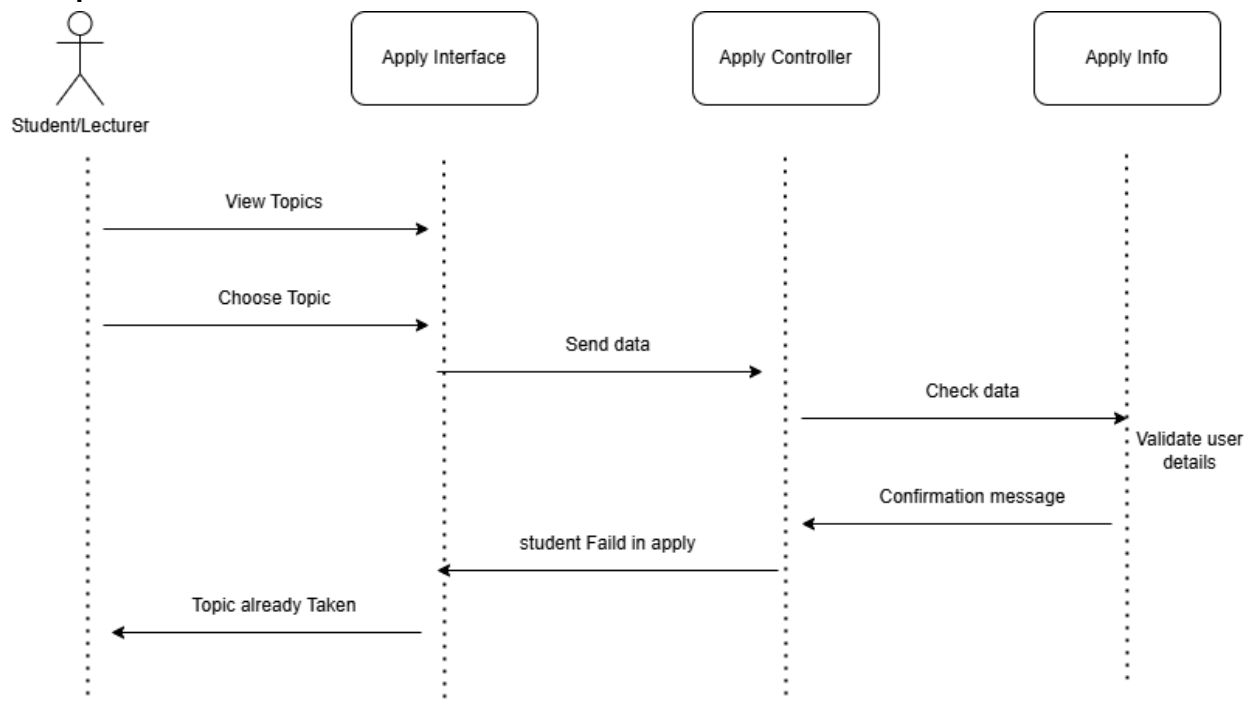 Apply Interface
Apply Controller
Apply Info
Student/Lecturer
View Topics
Choose Topic
Send data
Check data
Validate user
details
Confirmation message
student Faild in apply
Topic already Taken